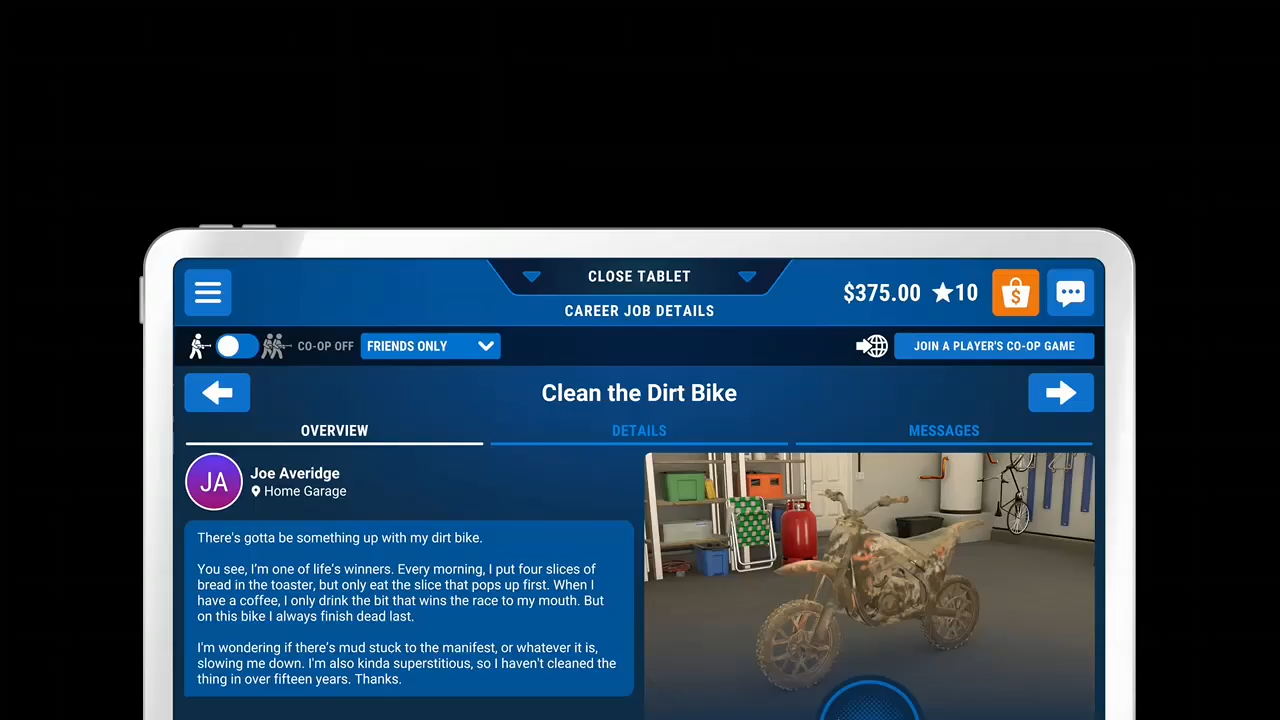 CLOSE TABLET
CAREER JOB DETAILS
$375.00 ★10
$
CO-OP OFF
FRIENDS ONLY
JOIN A PLAYER'S CO-OP GAME
Clean the Dirt Bike
OVERVIEW
DETAILS
MESSAGES
JA
Joe Averidge
Home Garage
There's gotta be something up with my dirt bike.
You see, I'm one of life's winners. Every morning, I put four slices of
bread in the toaster, but only eat the slice that pops up first. When I
have a coffee, I only drink the bit that wins the race to my mouth. But
on this bike I always finish dead last.
I'm wondering if there's mud stuck to the manifest, or whatever it is,
slowing me down. I'm also kinda superstitious, so I haven't cleaned the
thing in over fifteen years. Thanks.